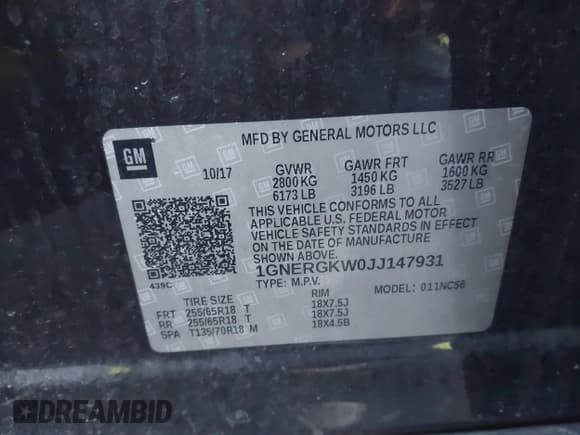 MFD BY GENERAL MOTORS LLC
GM
10/17 GVWR GAWR FRT GAWR RR
2800 KG 1450 KG 1600 KG
6173 LB 3196 LB 3527 LB
THIS VEHICLE CONFORMS TO ALL
APPLICABLE U.S. FEDERAL MOTOR
VEHICLE SAFETY STANDARDS IN EFFECT
ON THE DATE OF MANUFACTURE
SHOWN ABOVE.
439C 1GNERGKW0JJ147931
TYPE: M.P.V. MODEL: 011NC56
TIRE SIZE RIM
FRT 255/65R18 T 18X7.5J
RR 255/65R18 T 18X7.5J
SPA T135/70R18 M 18X4.5B
DREAMBID